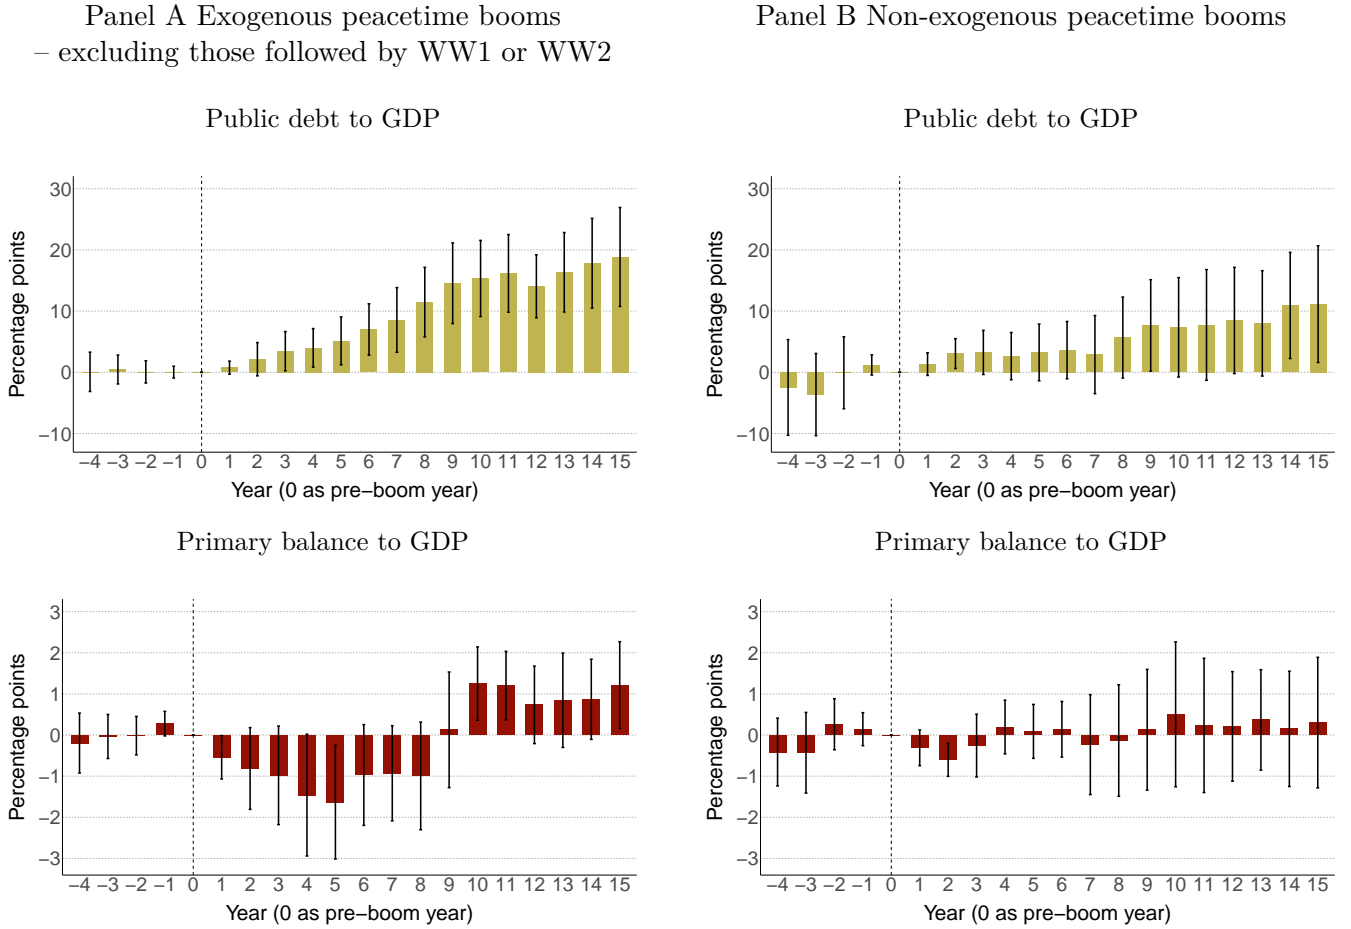 Panel A Exogenous peacetime booms
– excluding those followed by WW1 or WW2
Public debt to GDP
Percentage points
30
20
10
0
−10
−4 −3 −2 −1 0 1 2 3 4 5 6 7 8 9 10 11 12 13 14 15
Year (0 as pre−boom year)
Primary balance to GDP
Percentage points
3
2
1
0
−1
−2
−3
−4 −3 −2 −1 0 1 2 3 4 5 6 7 8 9 10 11 12 13 14 15
Year (0 as pre−boom year)
Panel B Non-exogenous peacetime booms
Public debt to GDP
Percentage points
30
20
10
0
−10
−4 −3 −2 −1 0 1 2 3 4 5 6 7 8 9 10 11 12 13 14 15
Year (0 as pre−boom year)
Primary balance to GDP
Percentage points
3
2
1
0
−1
−2
−3
−4 −3 −2 −1 0 1 2 3 4 5 6 7 8 9 10 11 12 13 14 15
Year (0 as pre−boom year)